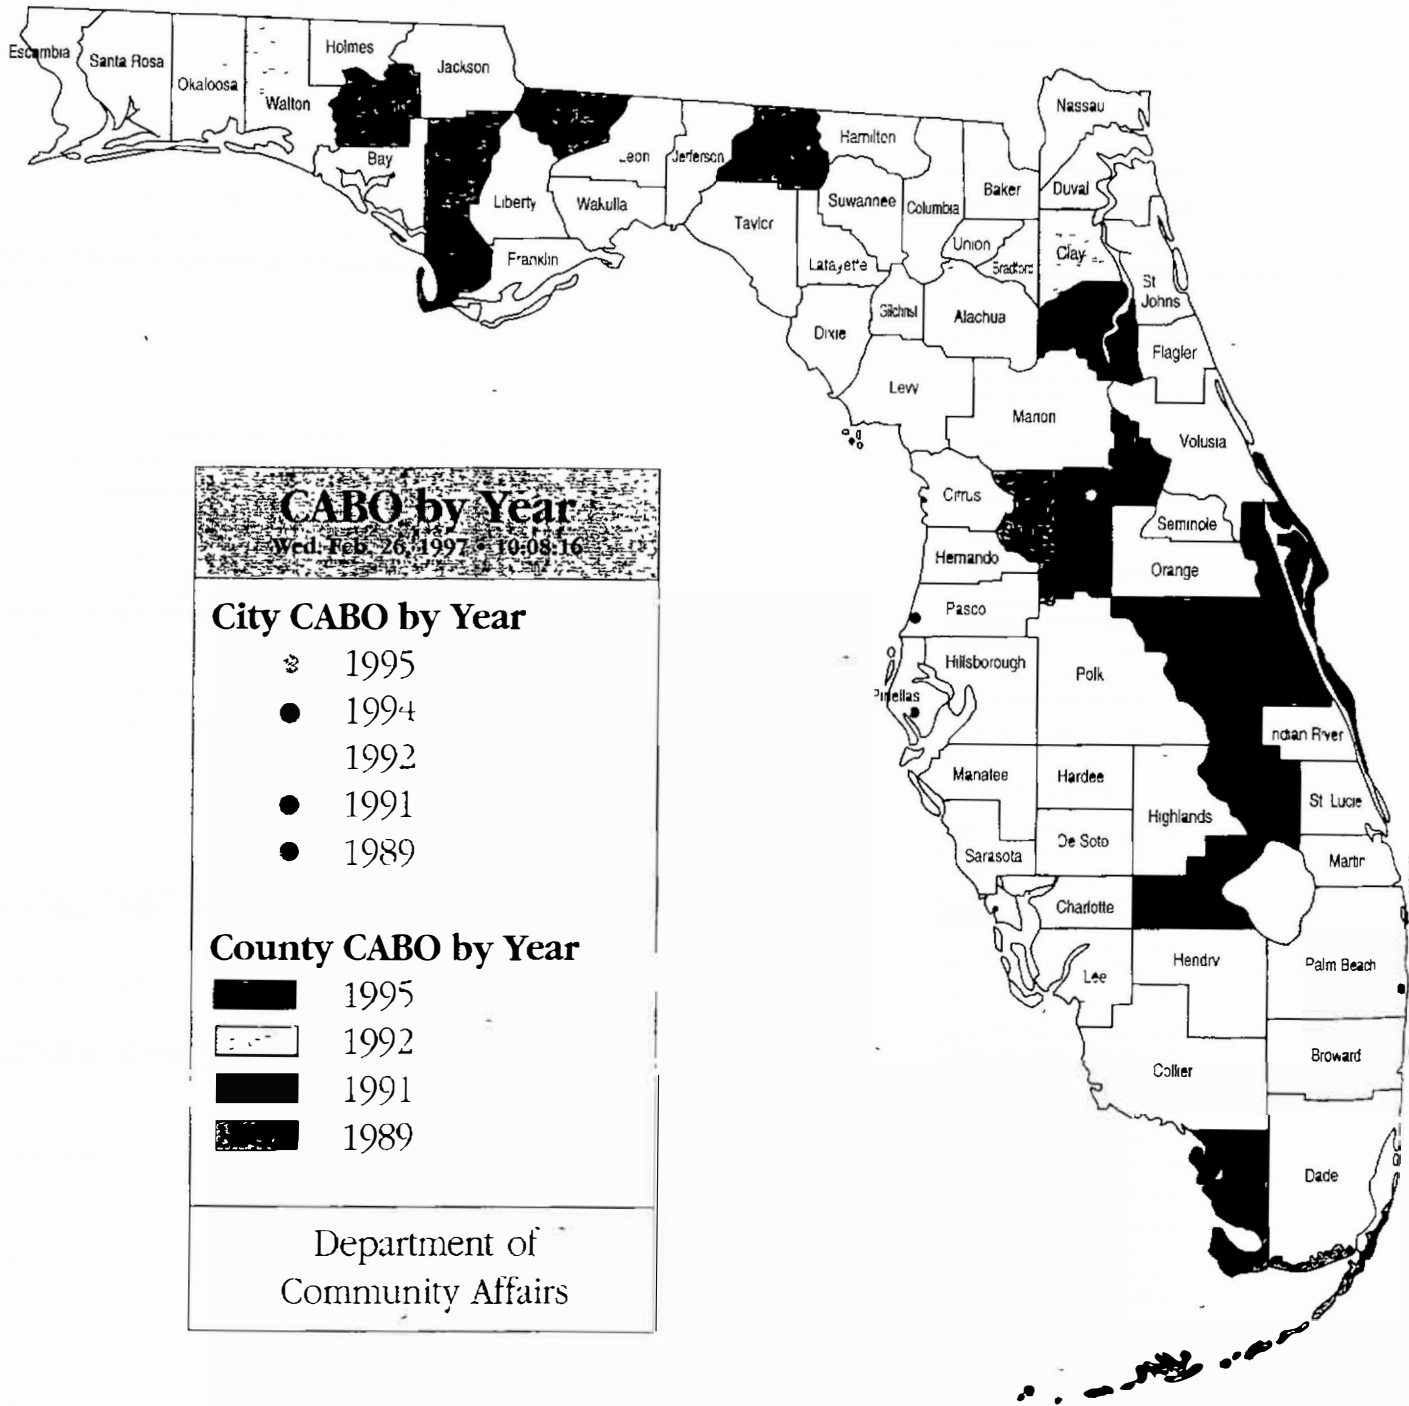 Escambia
Santa Rosa
Okaloosa
Walton
Holmes
Jackson
Bay
Liberty
Franklin
Leon
Wakulla
Jefferson
Taylor
Hamilton
Suwannee
Lafayette
Columbia
Baker
Nassau
Duval
Union
Bradford
Clay
St
Johns
Dixie
Gilchrist
Alachua
Flagler
Levy
Marion
Volusia
Citrus
Hernando
Seminole
Orange
Pasco
Hillsborough
Pinellas
Polk
Indian River
Manatee
Hardee
Highlands
St Lucie
Sarasota
De Soto
Martin
Charlotte
Lee
Hendry
Palm Beach
Collier
Broward
Dade
CABO by Year
Wed. Feb. 26, 1997 • 10:08:16
City CABO by Year
1995
1994
1992
1991
1989
County CABO by Year
1995
1992
1991
1989
Department of
Community Affairs